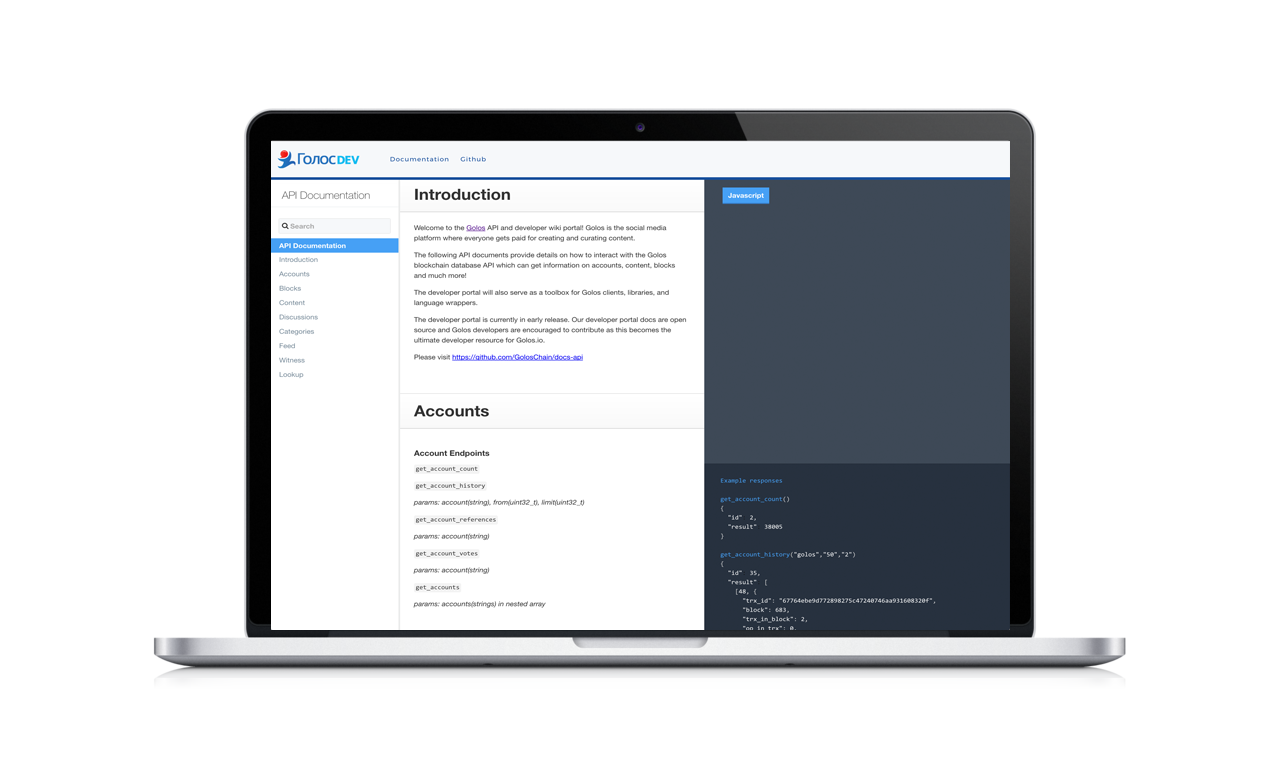 ГолосDEV
Documentation Github
API Documentation
Search
API Documentation
Introduction
Accounts
Blocks
Content
Discussions
Categories
Feed
Witness
Lookup
Introduction
Welcome to the Golos API and developer wiki portal! Golos is the social media
platform where everyone gets paid for creating and curating content.
The following API documents provide details on how to interact with the Golos
blockchain database API which can get information on accounts, content, blocks
and much more!
The developer portal will also serve as a toolbox for Golos clients, libraries, and
language wrappers.
The developer portal is currently in early release. Our developer portal docs are open
source and Golos developers are encouraged to contribute as this becomes the
ultimate developer resource for Golos.io.
Please visit https://github.com/GolosChain/docs-api
Accounts
Account Endpoints
get_account_count
get_account_history
params: account(string), from(uint32_t), limit(uint32_t)
get_account_references
params: account(string)
get_account_votes
params: account(string)
get_accounts
params: accounts(strings) in nested array
Javascript
Example responses
get_account_count()
{
"id" 2,
"result" 38005
}
get_account_history("golos","50","2")
{
"id" 35,
"result" [
[48, {
"trx_id": "67764ebe9d772898275c47240746aa931608320f",
"block": 683,
"trx_in_block": 2,
"op_in_trx": 0,